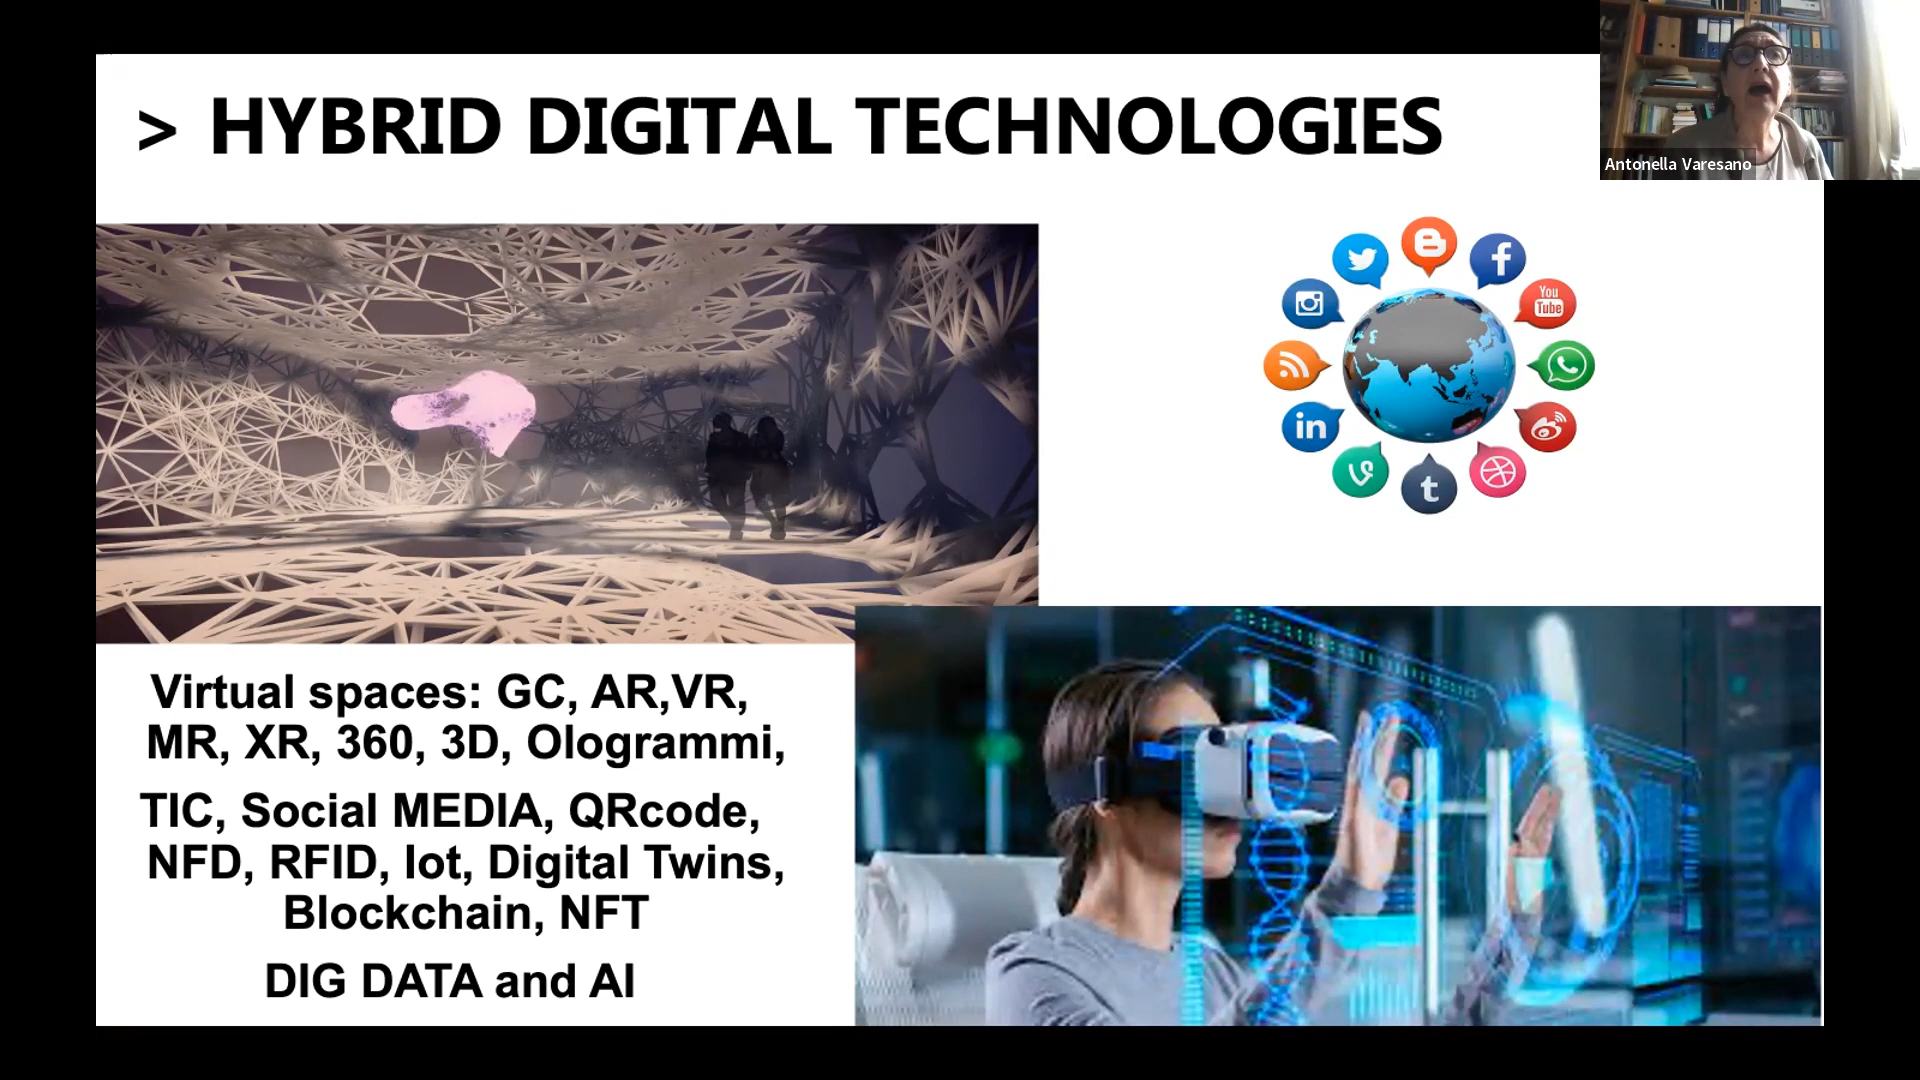 > HYBRID DIGITAL TECHNOLOGIES
Antonella Varesano
You
Tube
in
t
Virtual spaces: GC, AR,VR,
MR, XR, 360, 3D, Ologrammi,
TIC, Social MEDIA, QRcode,
NFD, RFID, Iot, Digital Twins,
Blockchain, NFT
DIG DATA and AI